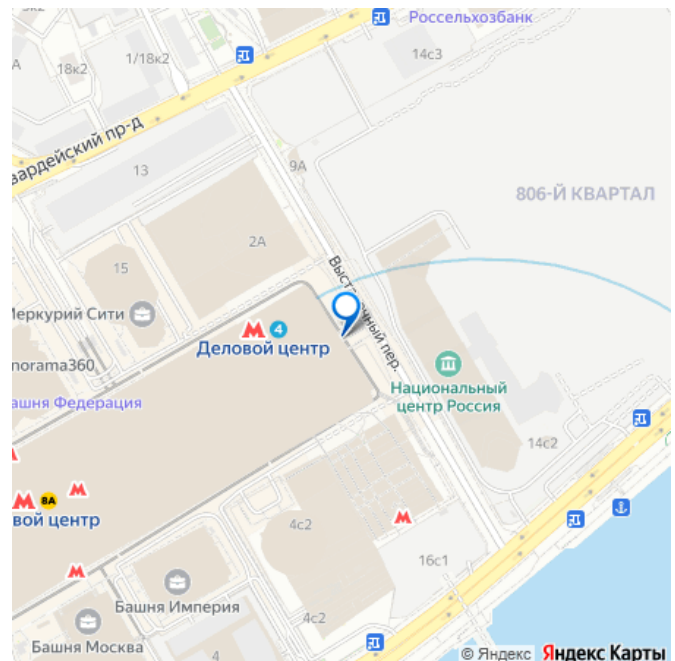 3к2
Россельхозбанк
А
18к2
1/18к2
14с3
вардейский пр-д
13
9А
806-Й КВАРТАЛ
2А
15
Выставочный пер.
Меркурий Сити
4
Деловой центр
norama360
ашня Федерация
Национальный
центр Россия
14с2
8А
вой центр
4с2
16с1
Башня Империя
4с2
Башня Москва
4
© Яндекс Яндекс Карты